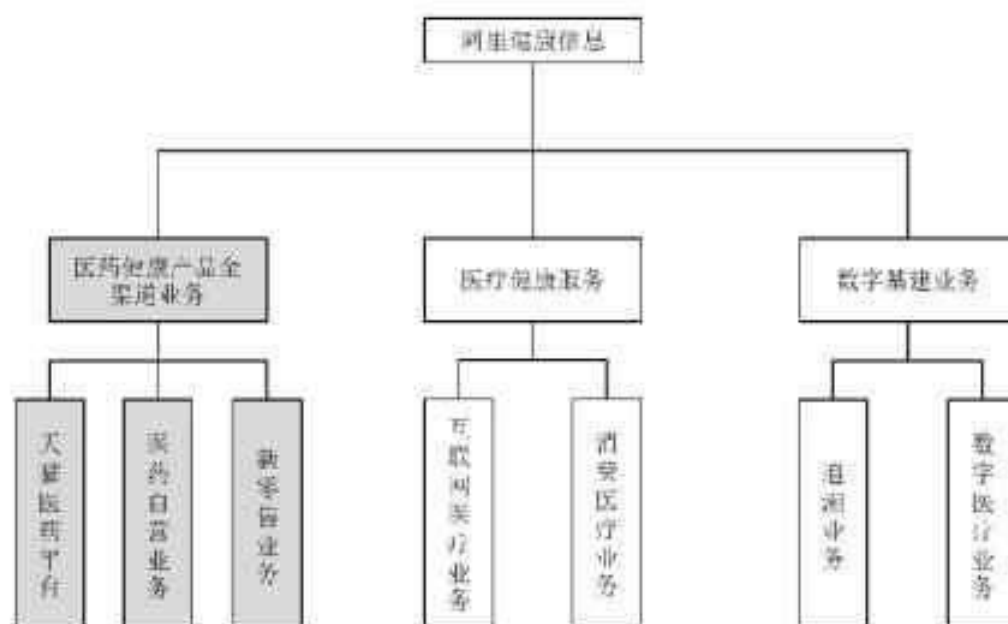 阿里健康信息
医药健康产品全
渠道业务
医疗健康服务
数字基建业务
天猫医药平台
医药自营业务
新零售业务
互联网医疗业务
消费医疗业务
追溯业务
数字医疗业务